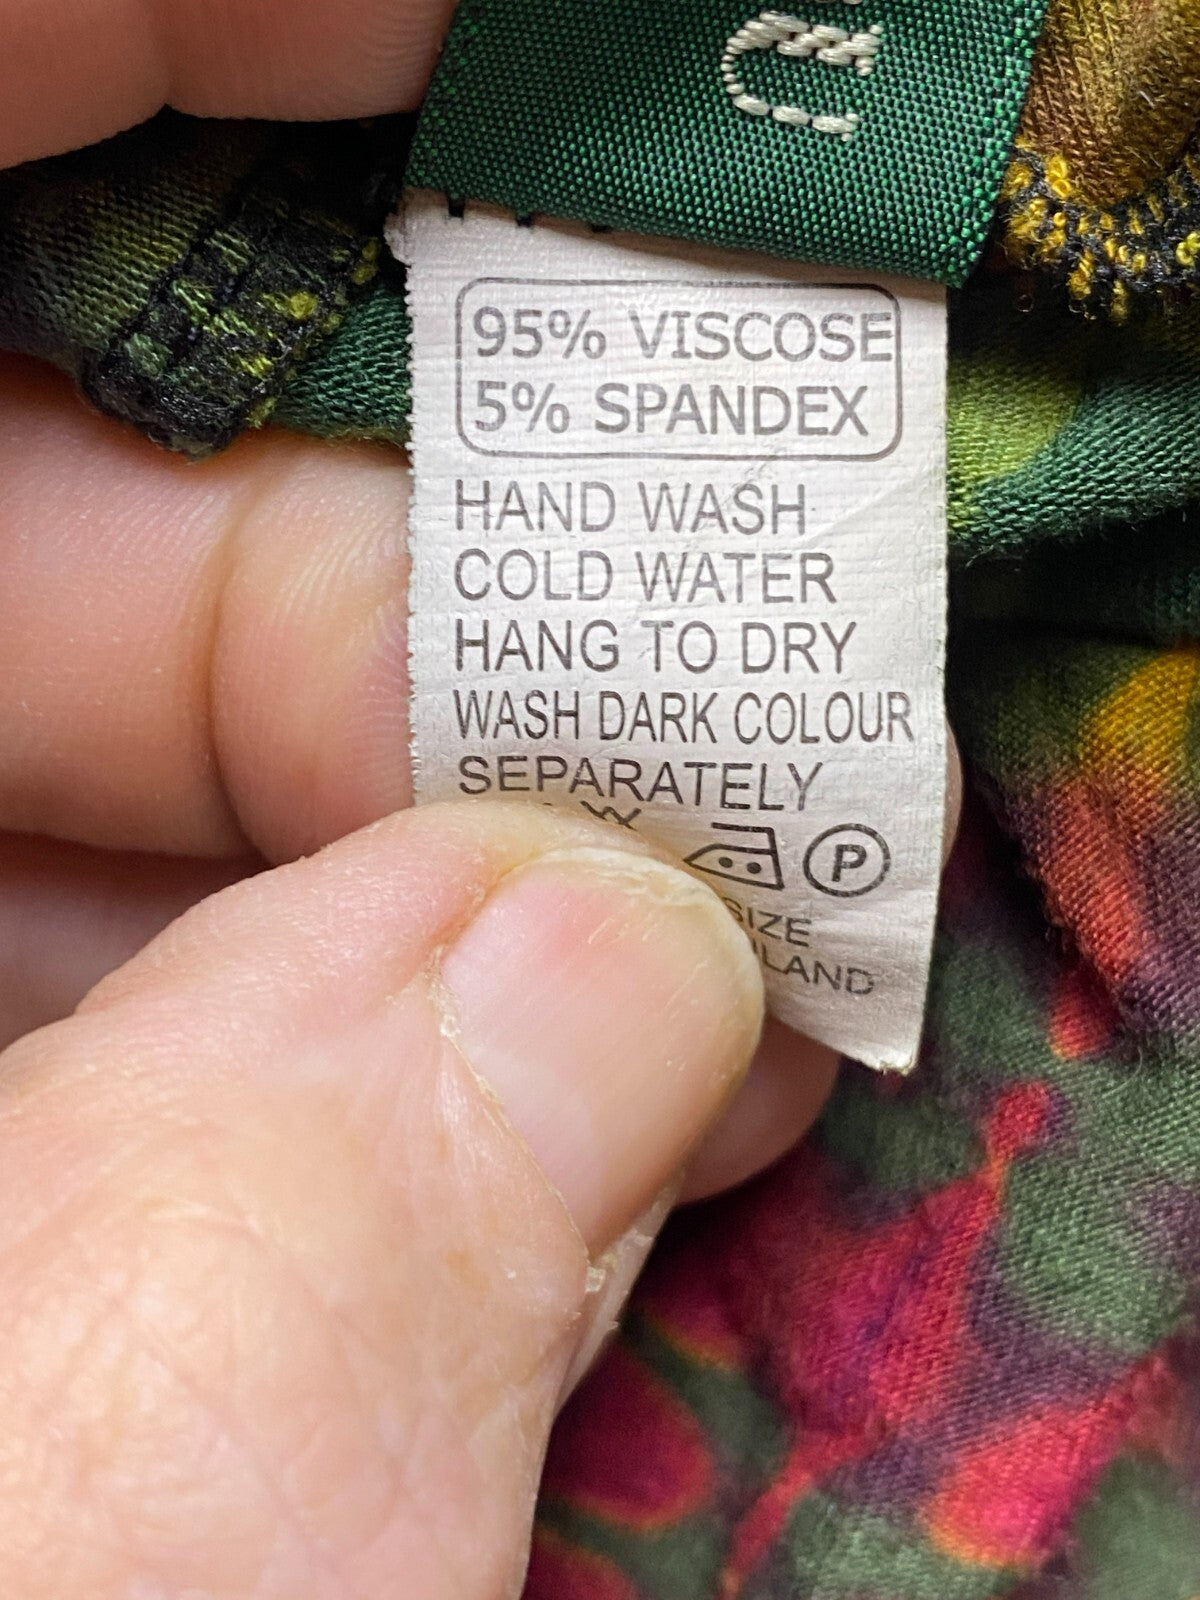 95% VISCOSE
5% SPANDEX
HAND WASH
COLD WATER
HANG TO DRY
WASH DARK COLOUR
SEPARATELY
P
SIZE